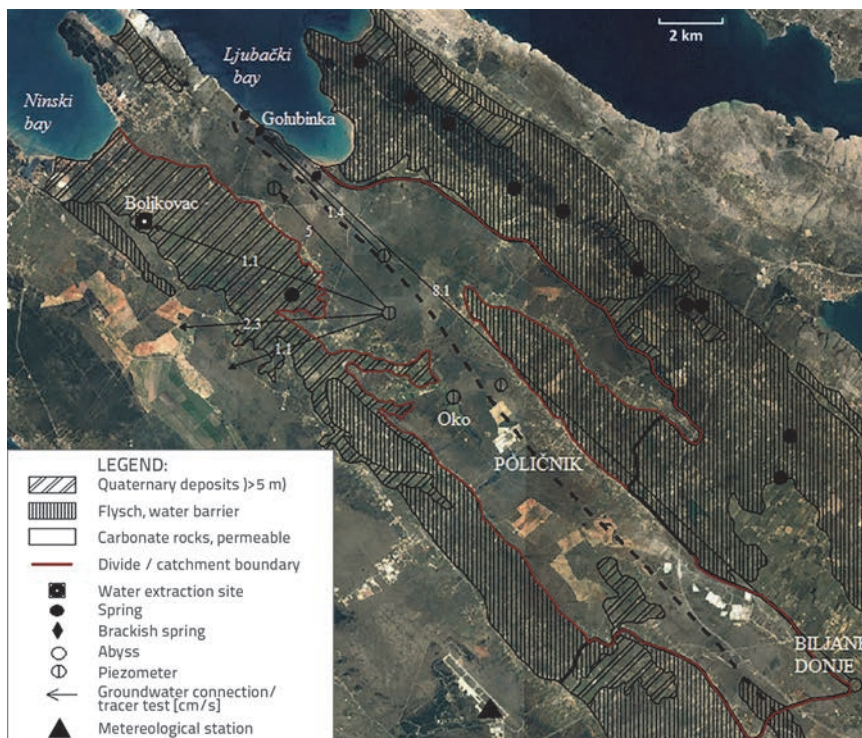 2 km
Ljubački
bay
Ninski
bay
Golubinka
Boljkovac
1.4
5
1.1
8.1
2.3
1.1
Oko
POLIČNIK
BILJANE
DONJE
LEGEND:
Quaternary deposits )>5 m)
Flysch, water barrier
Carbonate rocks, permeable
Divide / catchment boundary
Water extraction site
Spring
Brackish spring
Abyss
Piezometer
Groundwater connection/
tracer test [cm/s]
Metereological station